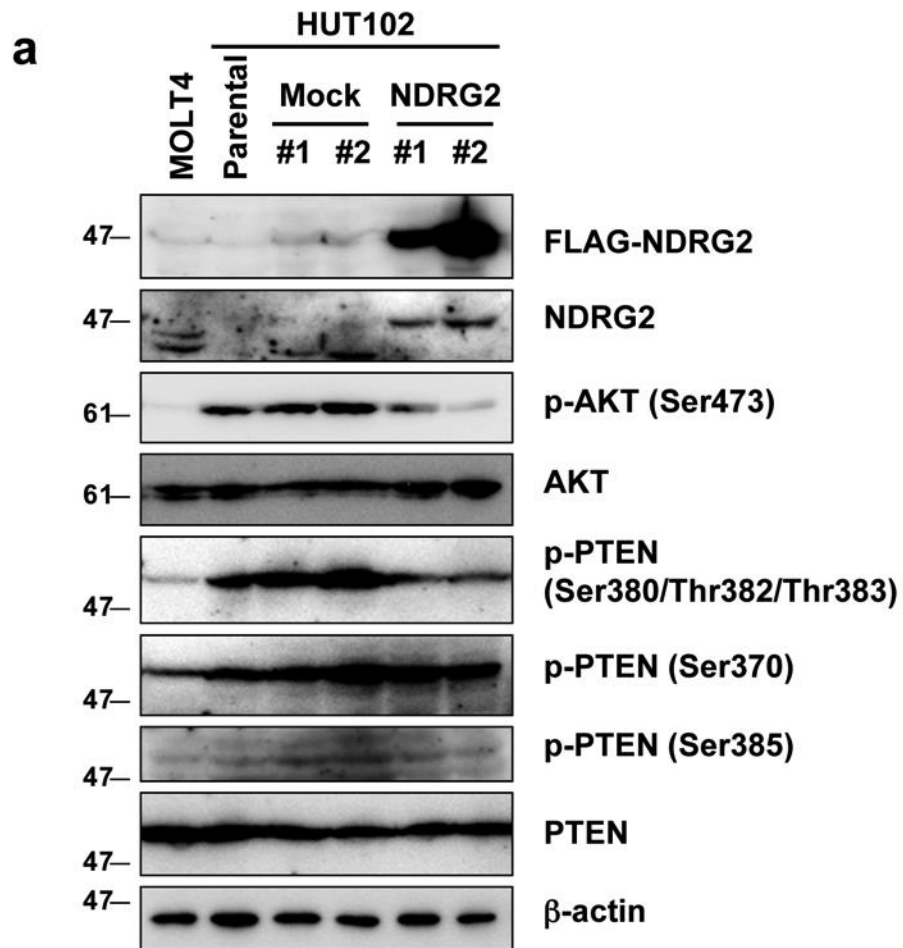 a
HUT102
MOLT4
Parental
Mock
NDRG2
#1
#2
#1
#2
47
FLAG-NDRG2
47
NDRG2
61
p-AKT (Ser473)
61
AKT
47
p-PTEN
(Ser380/Thr382/Thr383)
47
p-PTEN (Ser370)
47
p-PTEN (Ser385)
47
PTEN
47
β-actin